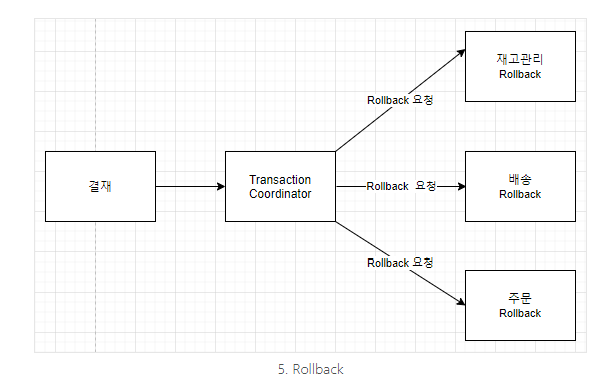 재고관리
Rollback
Rollback 요청
결재
Transaction
Coordinator
Rollback 요청
배송
Rollback
Rollback 요청
주문
Rollback
5. Rollback